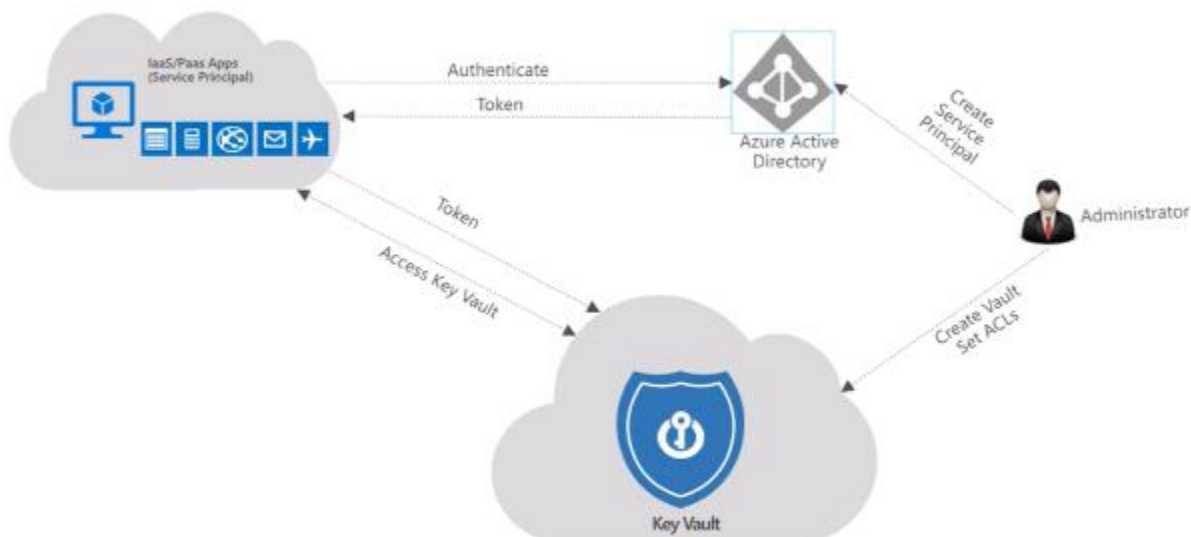 IaaS/Paas Apps
(Service Principal)
Authenticate
Token
Azure Active
Directory
Create
Service
Principal
Administrator
Token
Access Key Vault
Create Vault
Set ACLs
Key Vault